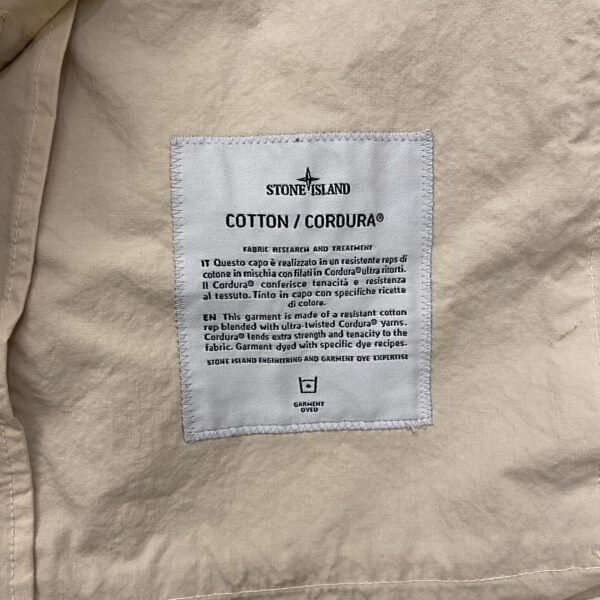 STONE ISLAND
COTTON / CORDURA®
FABRIC RESEARCH AND TREATMENT
IT Questo capo è realizzato in un resistente reps di
cotone in mischia con filati in Cordura® ultra ritorti.
Il Cordura® conferisce tenacità e resistenza
al tessuto. Tinto in capo con specifiche ricette
di colore.
EN This garment is made of a resistant cotton
rep blended with ultra-twisted Cordura® yarns.
Cordura® lends extra strength and tenacity to the
fabric. Garment dyed with specific dye recipes.
STONE ISLAND ENGINEERING AND GARMENT DYE EXPERTISE
GARMENT
DYED